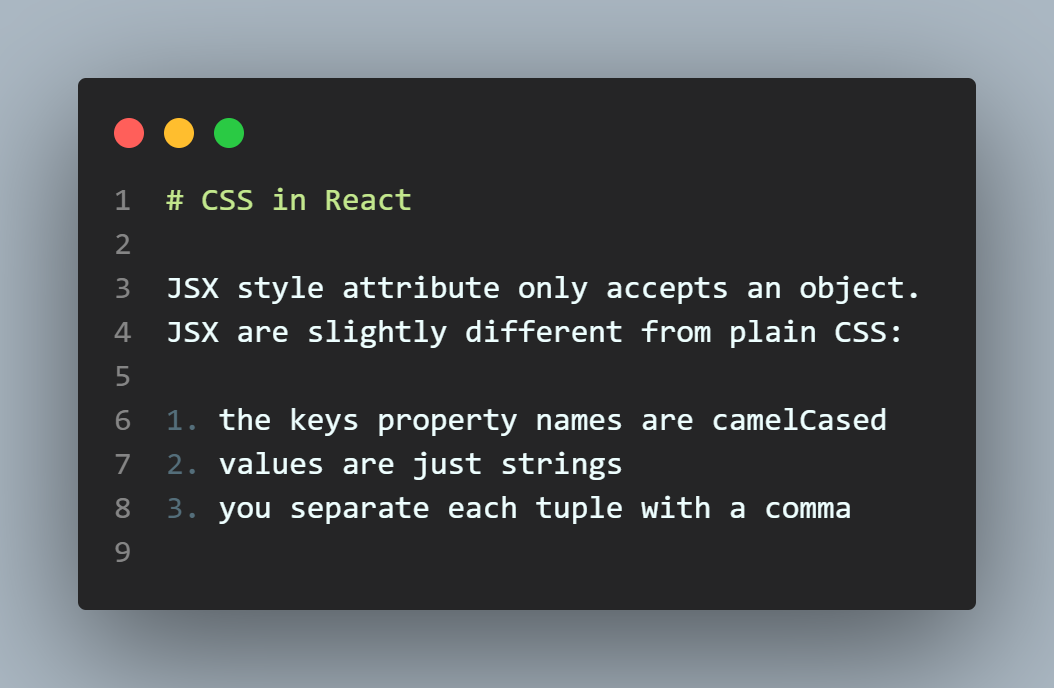 1 # CSS in React
2
3 JSX style attribute only accepts an object.
4 JSX are slightly different from plain CSS:
5
6 1. the keys property names are camelCased
7 2. values are just strings
8 3. you separate each tuple with a comma
9